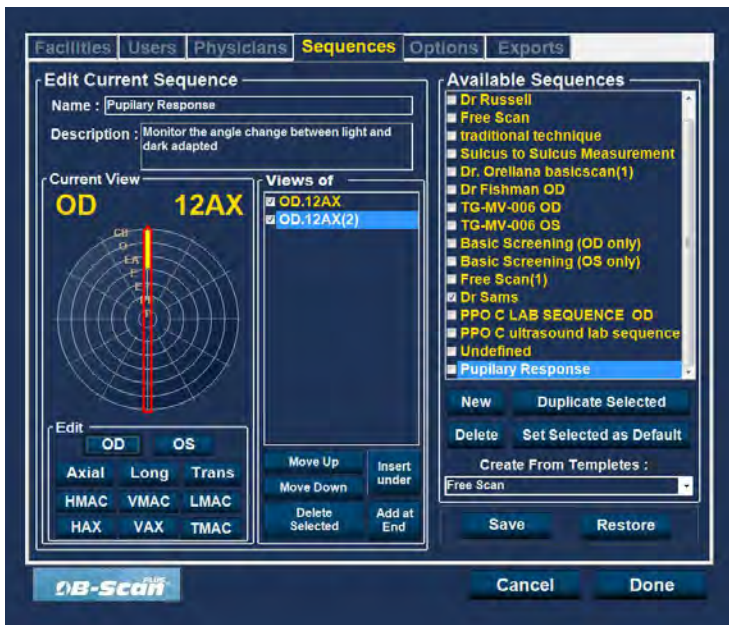 Facilities Users Physicians Sequences Options Exports
Edit Current Sequence
Name : Pupilary Response
Description : Monitor the angle change between light and
dark adapted
Current View
OD 12AX
CB
O
LA
E
E
PI
T
Edit
OD OS
Axial Long Trans
HMAC VMAC LMAC
HAX VAX TMAC
Views of
OD.12AX
OD.12AX(2)
Move Up
Move Down
Delete
Selected
Insert
under
Add at
End
Available Sequences
Dr Russell
Free Scan
traditional technique
Sulcus to Sulcus Measurement
Dr. Orellana basicscan(1)
Dr Fishman OD
TG-MV-006 OD
TG-MV-006 OS
Basic Screening (OD only)
Basic Screening (OS only)
Free Scan(1)
Dr Sams
PPO C LAB SEQUENCE OD
PPO C ultrasound lab sequence
Undefined
Pupilary Response
New Duplicate Selected
Delete Set Selected as Default
Create From Templetes :
Free Scan
Save Restore
B-Scan PLUS
Cancel Done